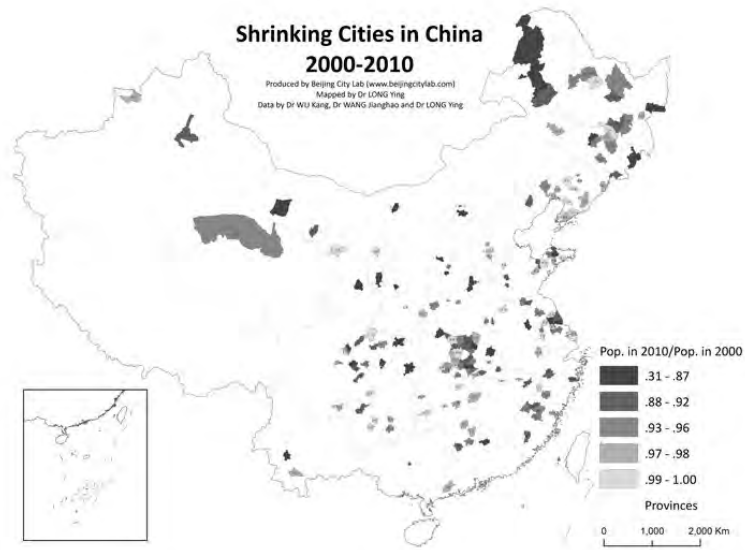 Shrinking Cities in China
2000-2010
Produced by Beijing City Lab (www.beijingcitylab.com)
Mapped by Dr LONG Ying
Data by Dr WU Kang, Dr WANG Jianghao and Dr LONG Ying
Pop. in 2010/Pop. in 2000
.31 - .87
.88 - .92
.93 - .96
.97 - .98
.99 - 1.00
Provinces
0 1,000 2,000 Km